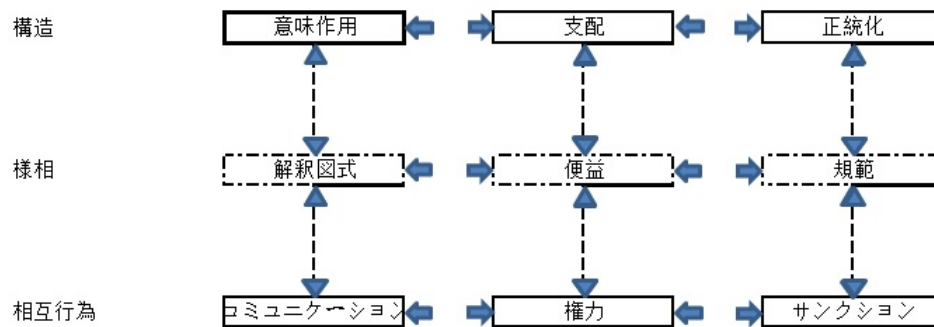 構造 意味作用 支配 正統化
様相 解釈図式 便益 規範
相互行為 コミュニケーション 権力 サンクション